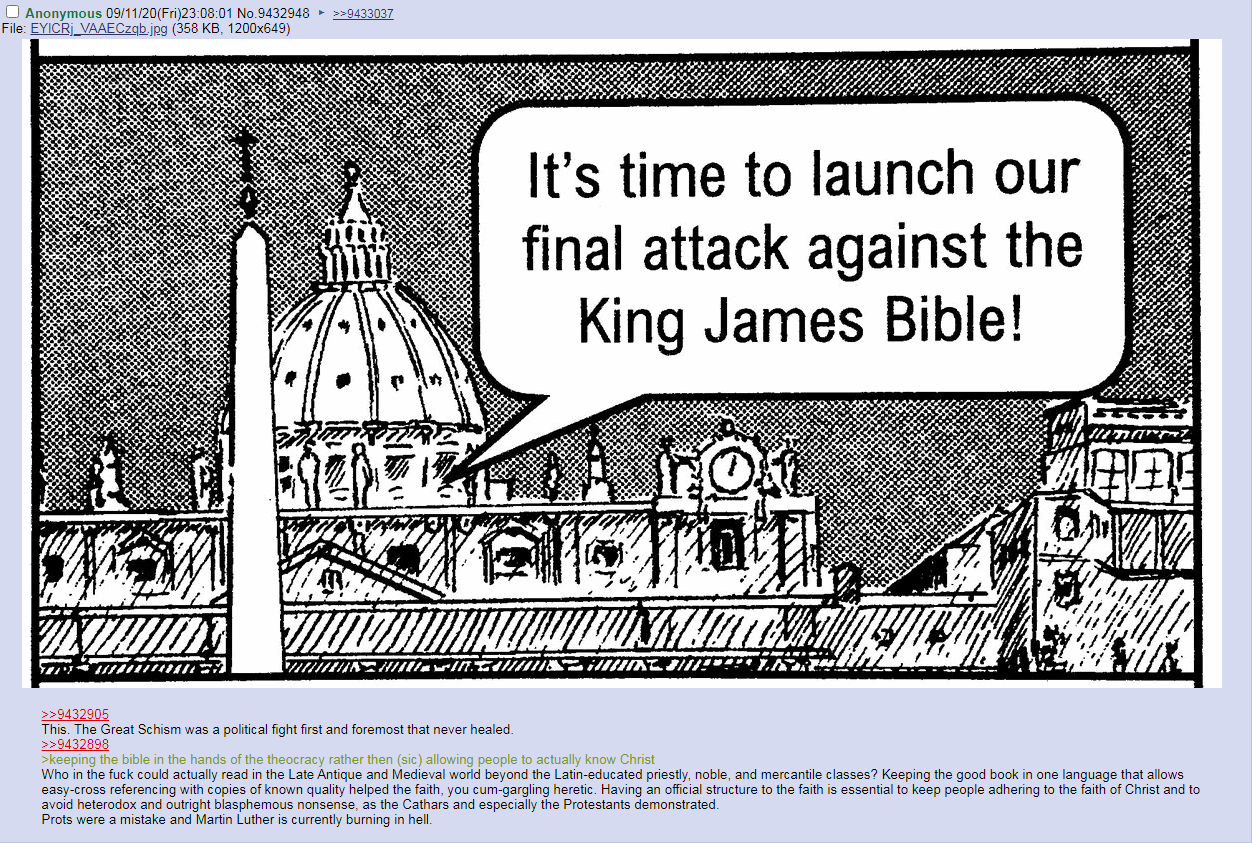 Anonymous 09/11/20(Fri)23:08:01 No.9432948 ‣ >>9433037
File: EYICRj_VAAECzqb.jpg (358 KB, 1200x649)
It's time to launch our
final attack against the
King James Bible!
>>9432905
This. The Great Schism was a political fight first and foremost that never healed.
>>9432898
>keeping the bible in the hands of the theocracy rather then (sic) allowing people to actually know Christ
Who in the fuck could actually read in the Late Antique and Medieval world beyond the Latin-educated priestly, noble, and mercantile classes? Keeping the good book in one language that allows
easy-cross referencing with copies of known quality helped the faith, you cum-gargling heretic. Having an official structure to the faith is essential to keep people adhering to the faith of Christ and to
avoid heterodox and outright blasphemous nonsense, as the Cathars and especially the Protestants demonstrated.
Prots were a mistake and Martin Luther is currently burning in hell.